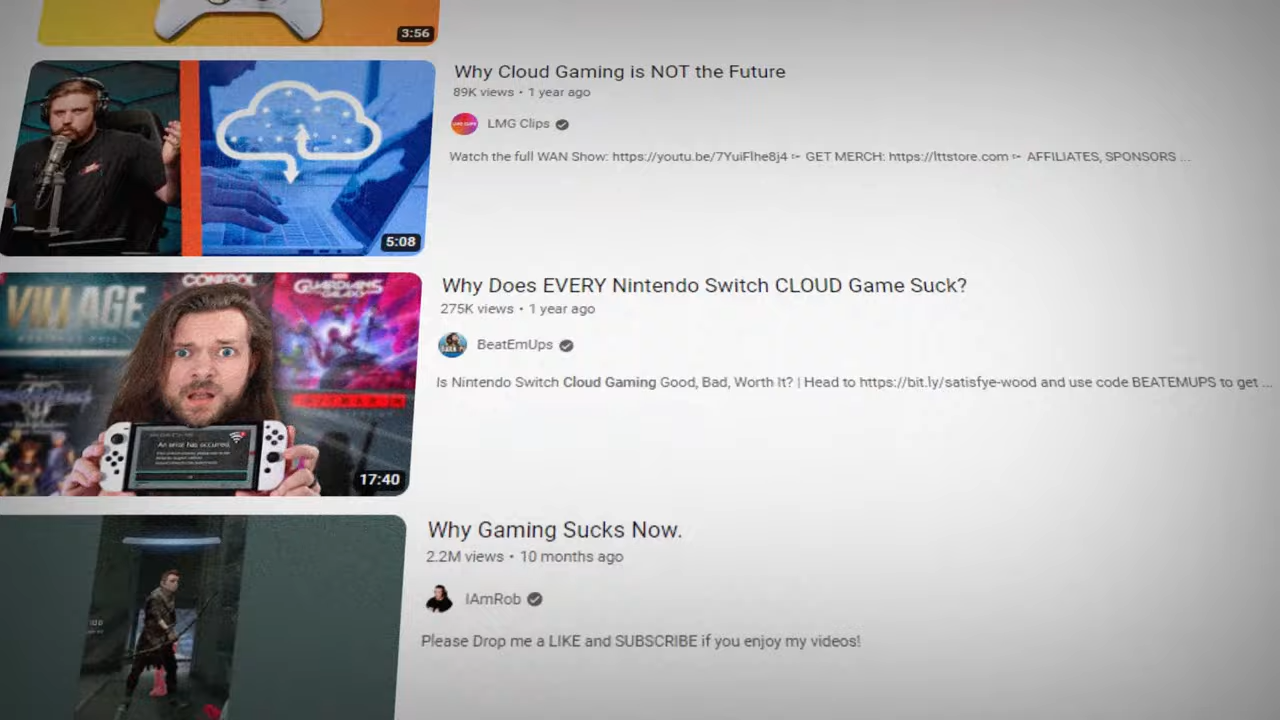 3:56
Why Cloud Gaming is NOT the Future
89K views • 1 year ago
LMG Clips
Watch the full WAN Show: https://youtu.be/7YuiFlhe8j4 ⌲ GET MERCH: https://lttstore.com ⌲ AFFILIATES, SPONSORS ...
5:08
VILLAGE
CONTROL
GUARDIANS
Why Does EVERY Nintendo Switch CLOUD Game Suck?
275K views • 1 year ago
BeatEmUps
Is Nintendo Switch Cloud Gaming Good, Bad, Worth It? | Head to https://bit.ly/satisfye-wood and use code BEATEMUPS to get ...
An error has occurred.
17:40
Why Gaming Sucks Now.
2.2M views • 10 months ago
IAmRob
Please Drop me a LIKE and SUBSCRIBE if you enjoy my videos!